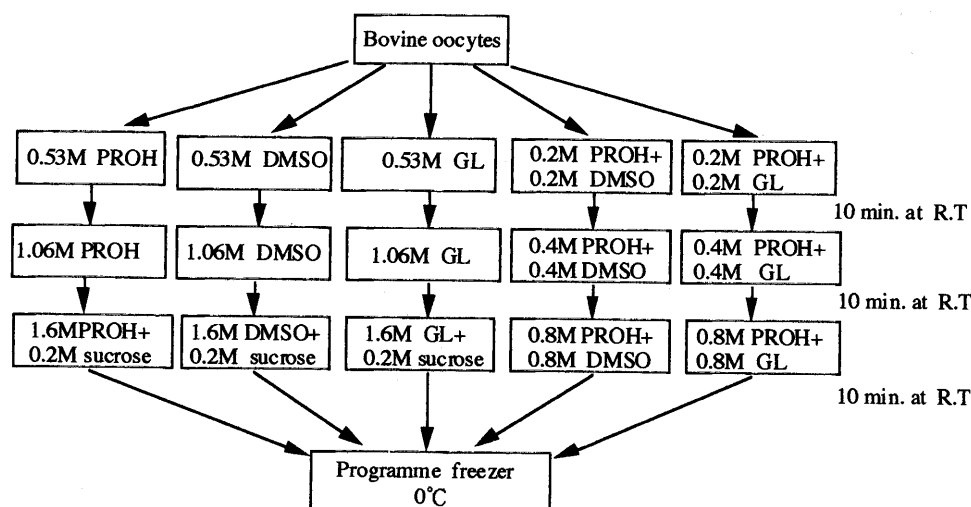 Bovine oocytes
0.53M PROH
0.53M DMSO
0.53M GL
0.2M PROH+
0.2M DMSO
0.2M PROH+
0.2M GL
10 min. at R.T
1.06M PROH
1.06M DMSO
1.06M GL
0.4M PROH+
0.4M DMSO
0.4M PROH+
0.4M GL
10 min. at R.T
1.6MPROH+
0.2M sucrose
1.6M DMSO+
0.2M sucrose
1.6M GL+
0.2M sucrose
0.8M PROH+
0.8M DMSO
0.8M PROH+
0.8M GL
10 min. at R.T
Programme freezer
0℃